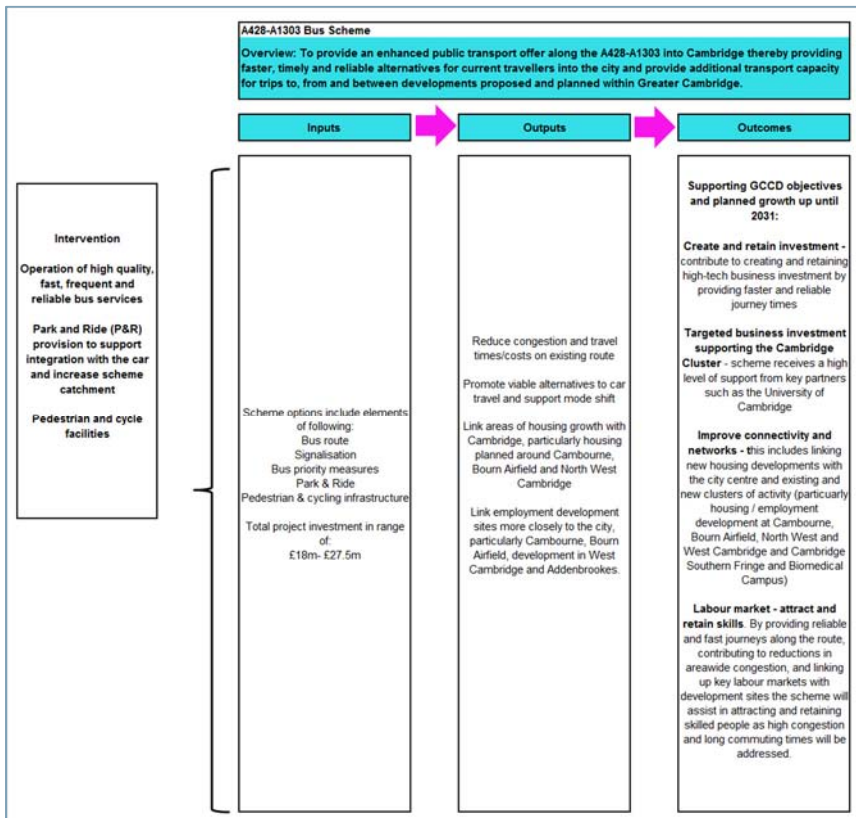 A428-A1303 Bus Scheme
Overview: To provide an enhanced public transport offer along the A428-A1303 into Cambridge thereby providing
faster, timely and reliable alternatives for current travellers into the city and provide additional transport capacity
for trips to, from and between developments proposed and planned within Greater Cambridge.
Inputs
Outputs
Outcomes
Intervention
Operation of high quality,
fast, frequent and
reliable bus services
Park and Ride (P&R)
provision to support
integration with the car
and increase scheme
catchment
Pedestrian and cycle
facilities
Scheme options include elements
of following:
Bus route
Signalisation
Bus priority measures
Park & Ride
Pedestrian & cycling infrastructure
Total project investment in range
of:
£18m- £27.5m
Reduce congestion and travel
times/costs on existing route
Promote viable alternatives to car
travel and support mode shift
Link areas of housing growth with
Cambridge, particularly housing
planned around Cambourne,
Bourn Airfield and North West
Cambridge
Link employment development
sites more closely to the city,
particularly Cambourne, Bourn
Airfield, development in West
Cambridge and Addenbrookes.
Supporting GCCD objectives
and planned growth up until
2031:
Create and retain investment -
contribute to creating and retaining
high-tech business investment by
providing faster and reliable
journey times
Targeted business investment
supporting the Cambridge
Cluster - scheme receives a high
level of support from key partners
such as the University of
Cambridge
Improve connectivity and
networks - this includes linking
new housing developments with
the city centre and existing and
new clusters of activity (particuarly
housing / employment
development at Cambourne,
Bourn Airfield, North West and
West Cambridge and Cambridge
Southern Fringe and Biomedical
Campus)
Labour market - attract and
retain skills. By providing reliable
and fast journeys along the route,
contributing to reductions in
areawide congestion, and linking
up key labour markets with
development sites the scheme will
assist in attracting and retaining
skilled people as high congestion
and long commuting times will be
addressed.